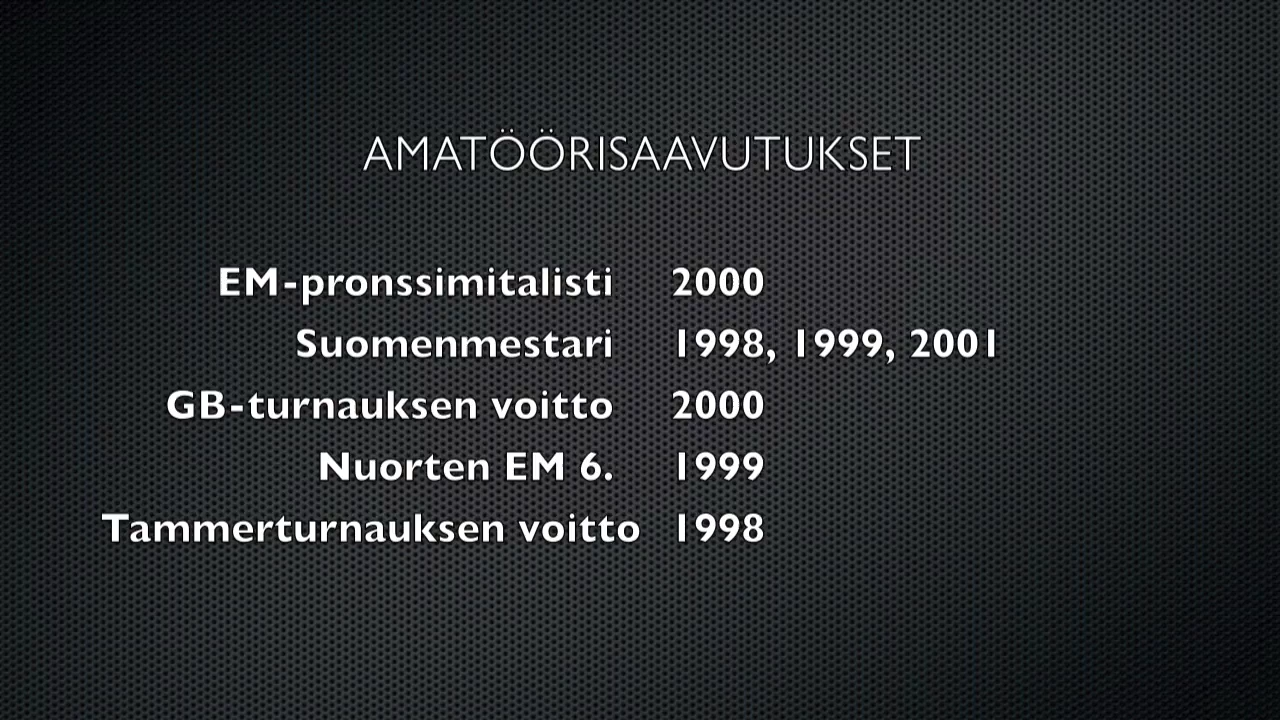 AMATÖÖRISAAVUTUKSET
EM-pronssimitalisti 2000
Suomenmestari 1998, 1999, 2001
GB-turnauksen voitto 2000
Nuorten EM 6. 1999
Tammerturnauksen voitto 1998